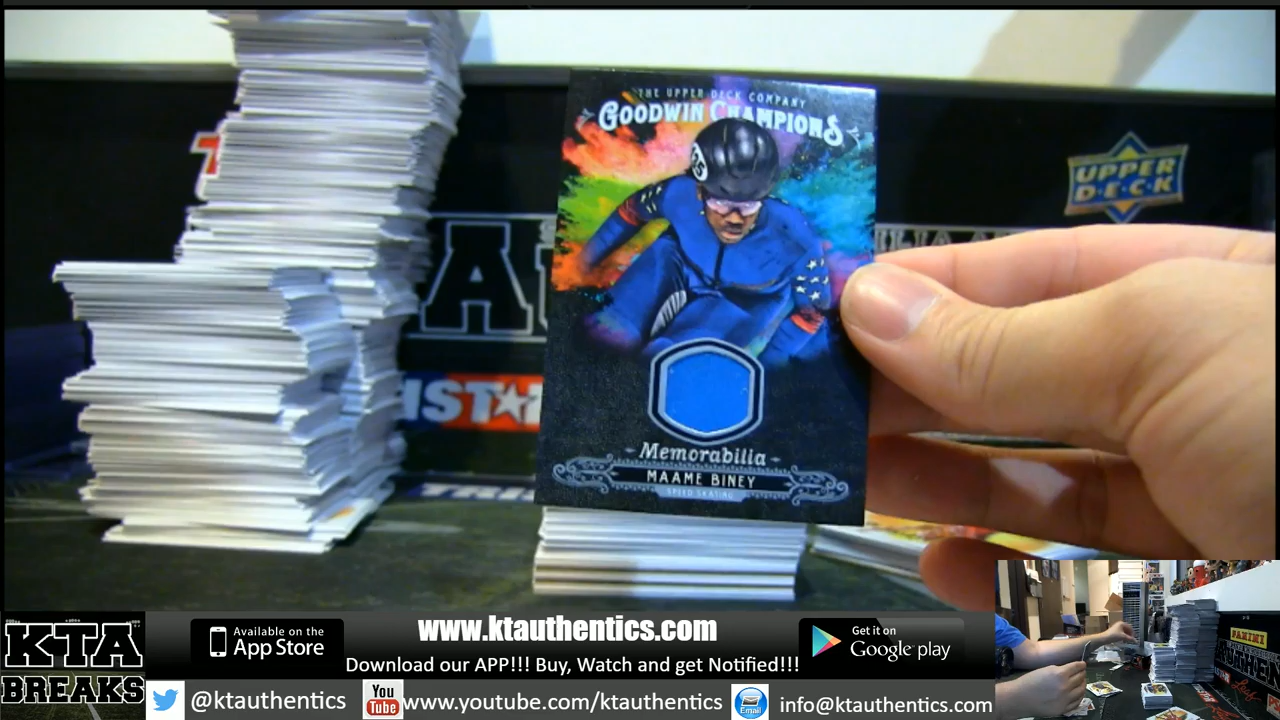 THE UPPER DECK COMPANY
GOODWIN CHAMPIONS
UPPER
D·E·C·K
A
Memorabilia
MAAME BINEY
SPEED SKATING
KTA
BREAKS
Available on the
App Store
www.ktauthentics.com
Get it on
Google play
Download our APP!!! Buy, Watch and get Notified!!!
@ktauthentics
You
Tube
www.youtube.com/ktauthentics
Email
info@ktauthentics.com
PANINI